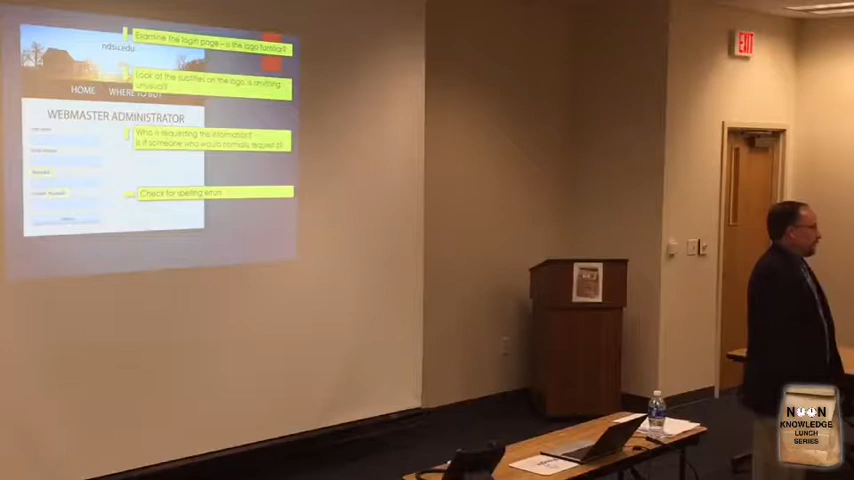 ndsu.edu
Examine the login page – is the logo familiar?
Look at the subtitles on the logo, is anything
unusual?
HOME WHERE TO BUY
WEBMASTER ADMINISTRATOR
Who is requesting the information?
Is it someone who would normally request it?
Check for spelling errors
EXIT
NOON
KNOWLEDGE
LUNCH
SERIES